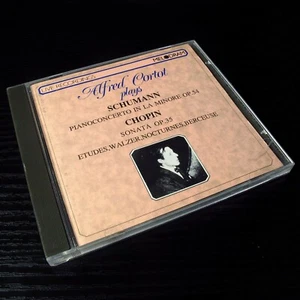 LIVE RECORDINGS
MELODRAM
Alfred Cortot
plays
SCHUMANN
PIANOCONCERTO IN LA MINORE, OP.54
CHOPIN
SONATA OP.35
ETUDES, WALZER, NOCTURNES, BERCEUSE